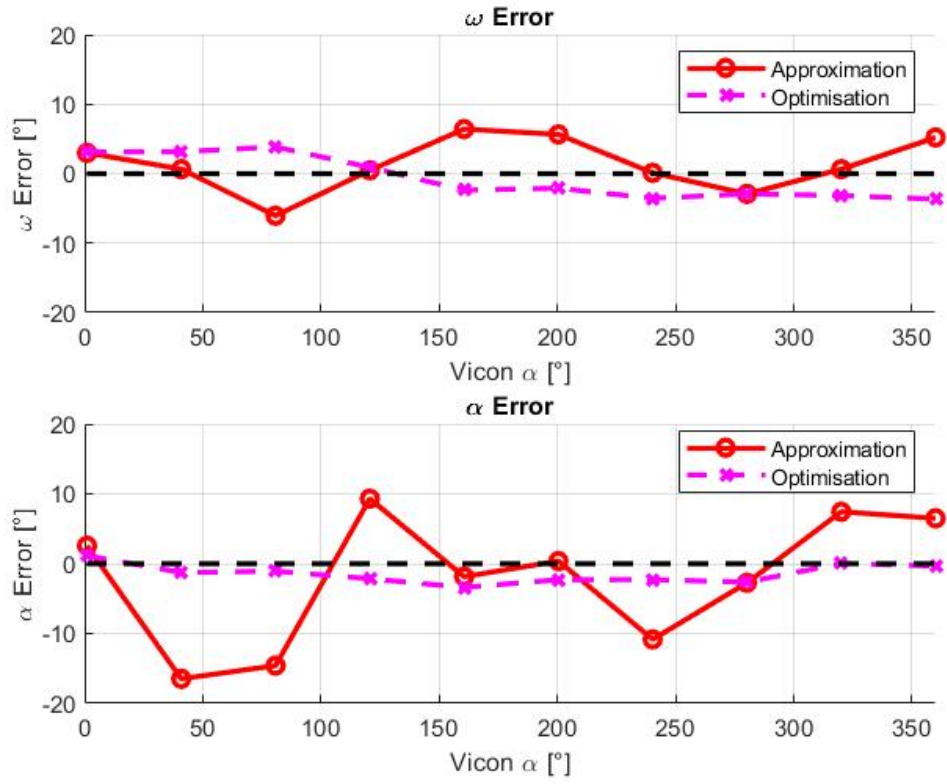 ω Error
20
10
0
-10
-20
ω Error [°]
Approximation
Optimisation
0 50 100 150 200 250 300 350
Vicon α [°]
α Error
20
10
0
-10
-20
α Error [°]
Approximation
Optimisation
0 50 100 150 200 250 300 350
Vicon α [°]